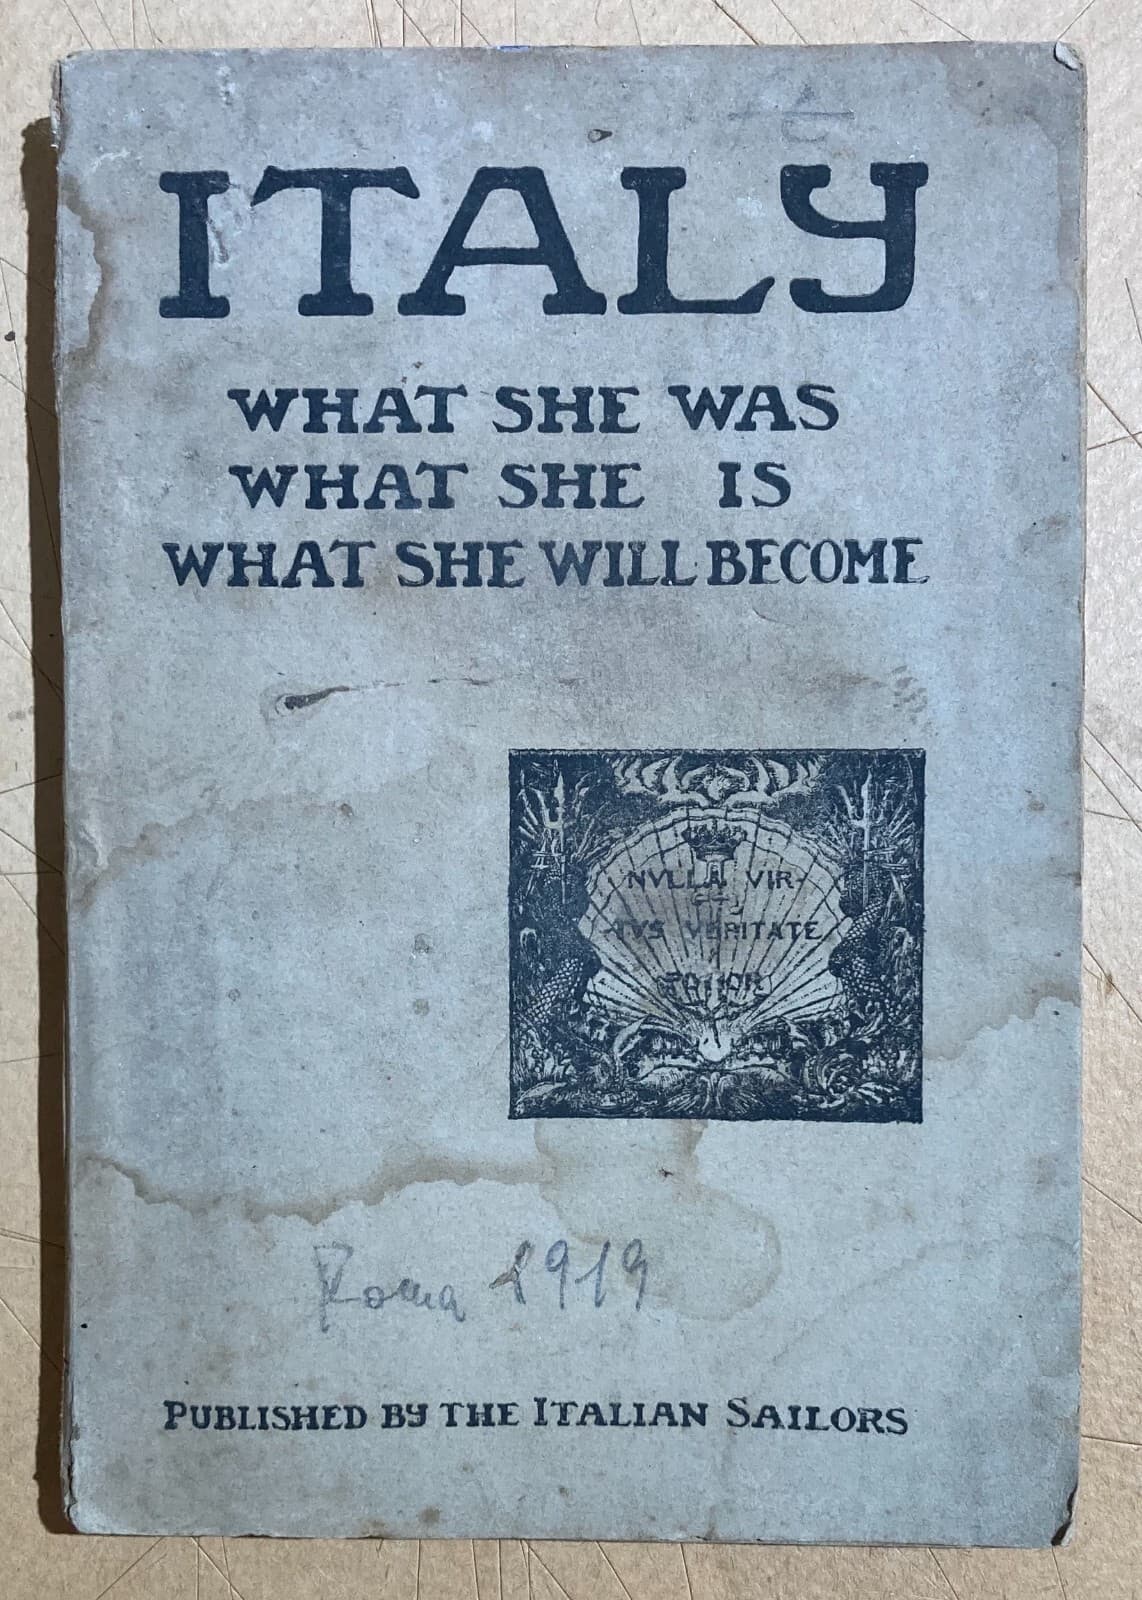 ITALY
WHAT SHE WAS
WHAT SHE IS
WHAT SHE WILL BECOME
NVLLA VIR-
TVS VERITATE
Roma 1919
PUBLISHED BY THE ITALIAN SAILORS